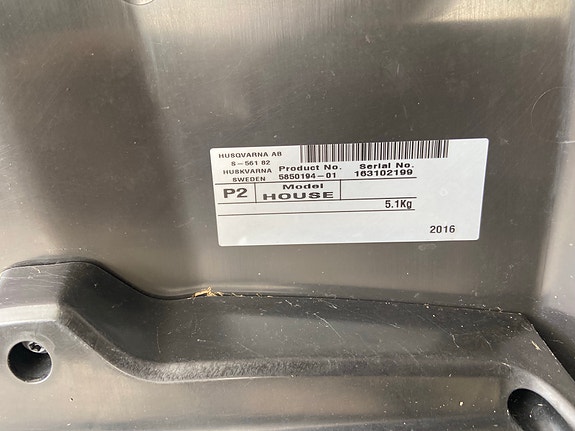 HUSQVARNA AB
S-561 82
HUSKVARNA
SWEDEN
Product No. Serial No.
5850194-01 163102199
P2 Model
HOUSE
5.1Kg
2016